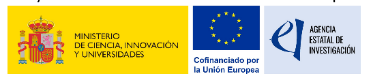 MINISTERIO
DE CIENCIA, INNOVACIÓN
Y UNIVERSIDADES
Cofinanciado por
la Unión Europea
AGENCIA
ESTATAL DE
INVESTIGACIÓN